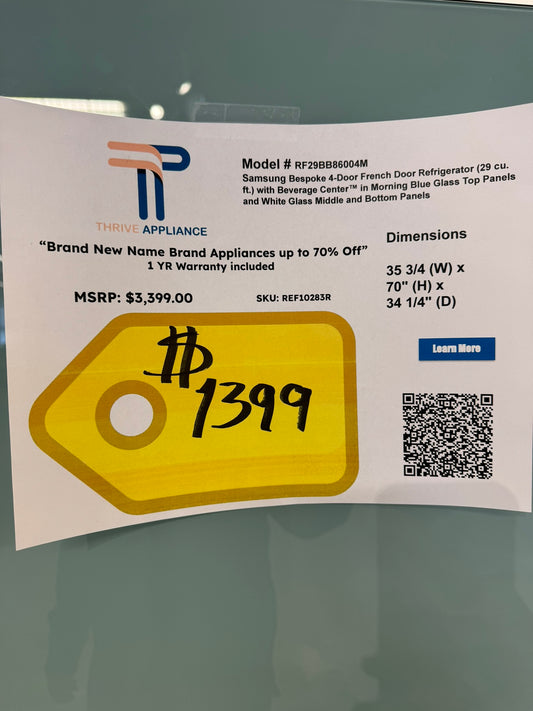 THRIVE APPLIANCE
Model # RF29BB86004M
Samsung Bespoke 4-Door French Door Refrigerator (29 cu.
ft.) with Beverage Center™ in Morning Blue Glass Top Panels
and White Glass Middle and Bottom Panels
“Brand New Name Brand Appliances up to 70% Off”
1 YR Warranty included
MSRP: $3,399.00
SKU: REF10283R
Dimensions
35 3/4 (W) x
70" (H) x
34 1/4" (D)
Learn More
$1399